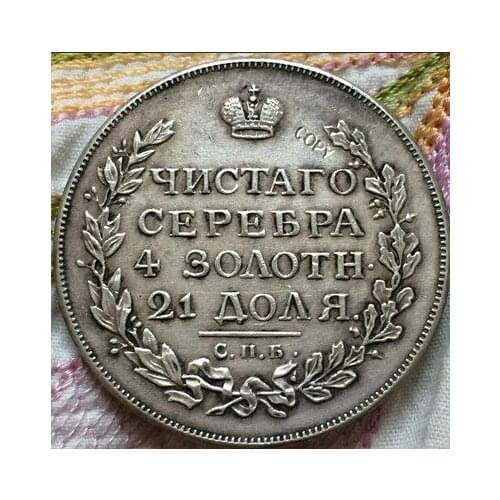 COPY
ЧИСТАГО
СЕРЕБРА
4 ЗОЛОТН.
21 ДОЛЯ.
С.П.Б.